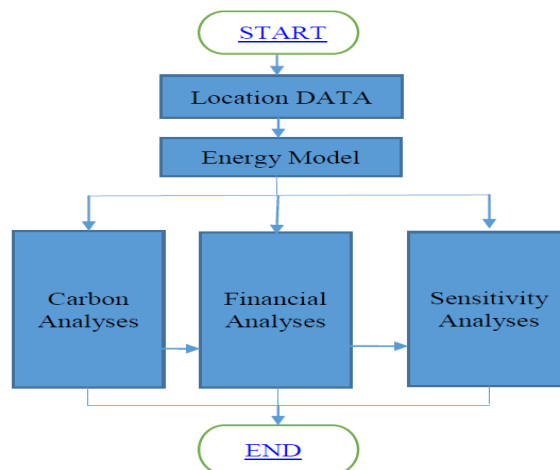 START
Location DATA
Energy Model
Carbon
Analyses
Financial
Analyses
Sensitivity
Analyses
END